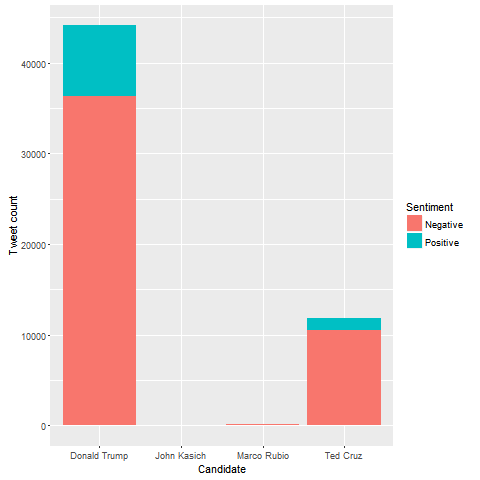 40000
30000
20000
10000
0
Tweet count
Donald Trump
John Kasich
Marco Rubio
Ted Cruz
Candidate
Sentiment
Negative
Positive